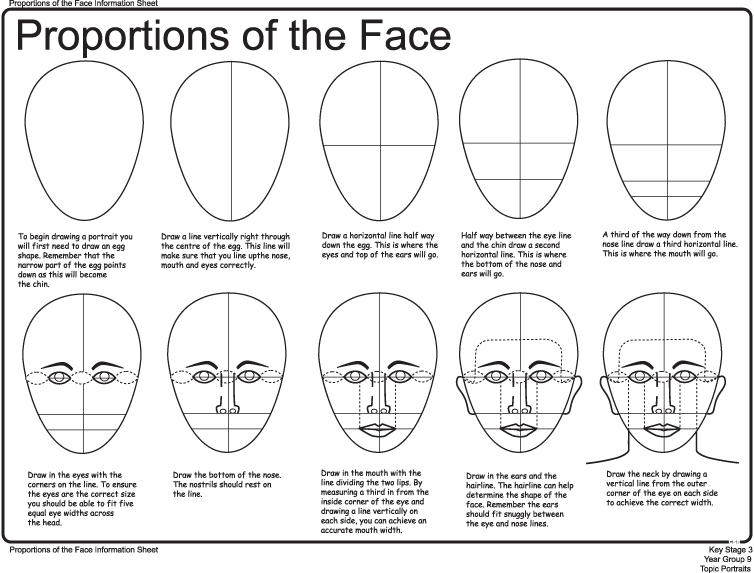 Proportions of the Face Information Sheet
Proportions of the Face
To begin drawing a portrait you
will first need to draw an egg
shape. Remember that the
narrow part of the egg points
down as this will become
the chin.
Draw a line vertically right through
the centre of the egg. This line will
make sure that you line upthe nose,
mouth and eyes correctly.
Draw a horizontal line half way
down the egg. This is where the
eyes and top of the ears will go.
Half way between the eye line
and the chin draw a second
horizontal line. This is where
the bottom of the nose and
ears will go.
A third of the way down from the
nose line draw a third horizontal line.
This is where the mouth will go.
Draw in the eyes with the
corners on the line. To ensure
the eyes are the correct size
you should be able to fit five
equal eye widths across
the head.
Draw the bottom of the nose.
The nostrils should rest on
the line.
Draw in the mouth with the
line dividing the two lips. By
measuring a third in from the
inside corner of the eye and
drawing a line vertically on
each side, you can achieve an
accurate mouth width.
Draw in the ears and the
hairline. The hairline can help
determine the shape of the
face. Remember the ears
should fit snuggly between
the eye and nose lines.
Draw the neck by drawing a
vertical line from the outer
corner of the eye on each side
to achieve the correct width.
Proportions of the Face Information Sheet
Key Stage 3
Year Group 9
Topic Portraits